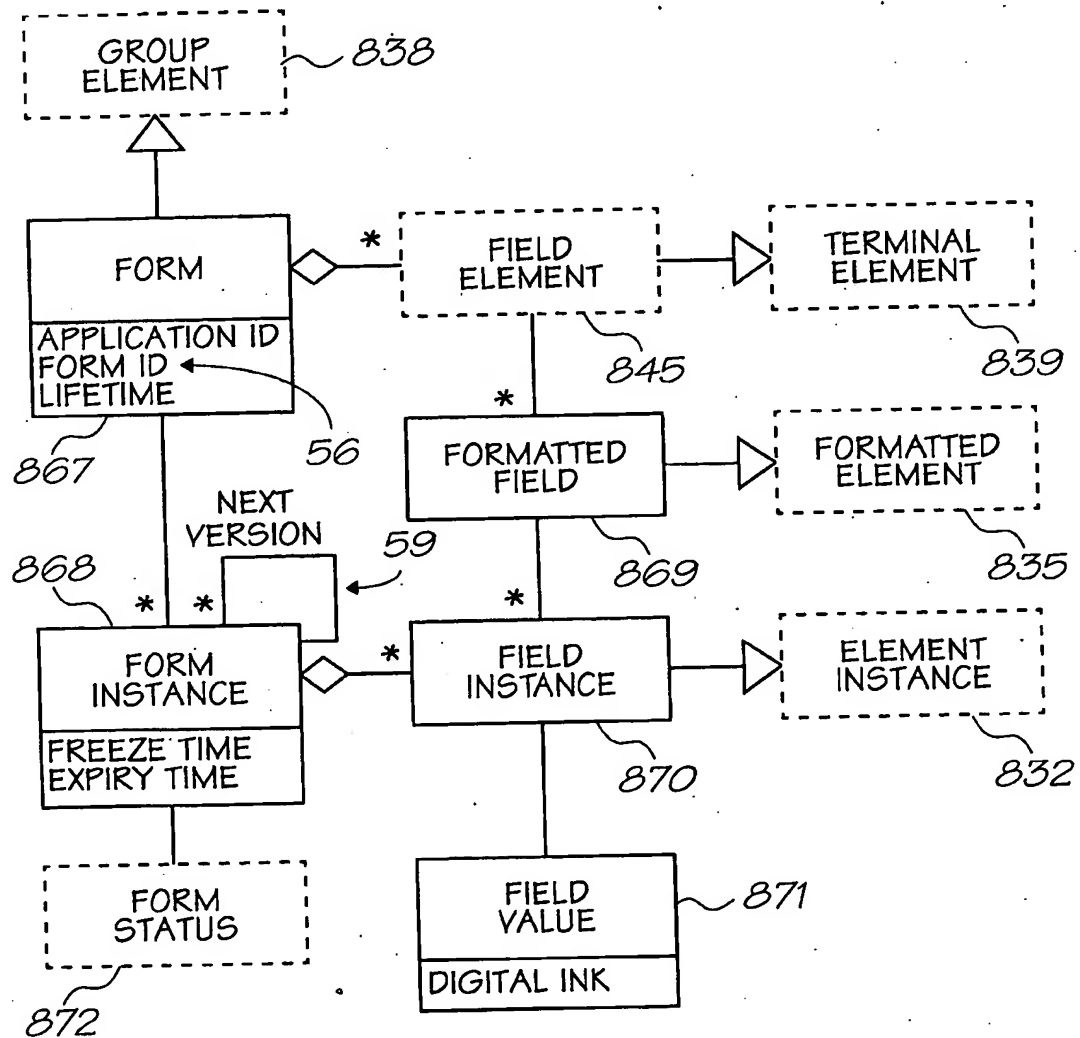 GROUP
ELEMENT
838
FORM
*
FIELD
ELEMENT
TERMINAL
ELEMENT
APPLICATION ID
FORM ID
LIFETIME
845
839
867
56
*
FORMATTED
FIELD
FORMATTED
ELEMENT
NEXT
VERSION
59
869
835
868
*
*
*
FORM
INSTANCE
*
FIELD
INSTANCE
ELEMENT
INSTANCE
FREEZE TIME
EXPIRY TIME
870
832
FORM
STATUS
FIELD
VALUE
871
DIGITAL INK
872